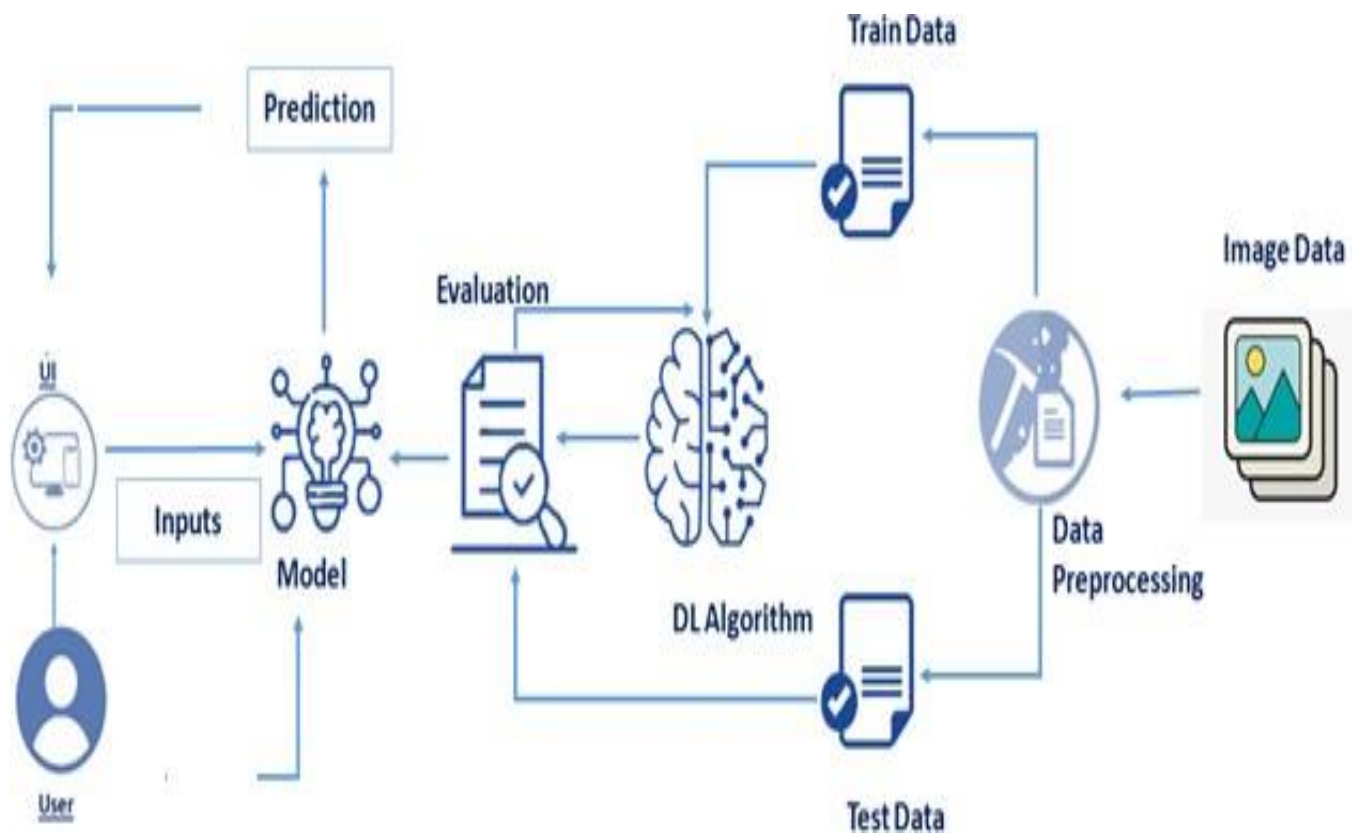 Train Data
Prediction
Image Data
Evaluation
UI
Inputs
Model
Data
Preprocessing
DL Algorithm
User
Test Data